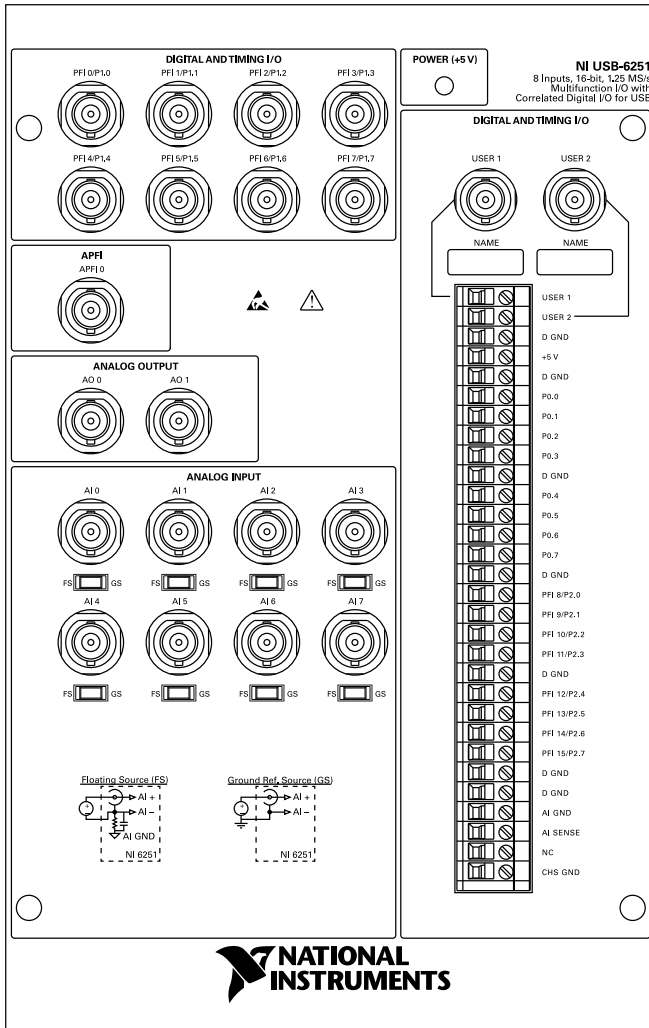 DIGITAL AND TIMING I/O
PFI 0/P1.0 PFI 1/P1.1 PFI 2/P1.2 PFI 3/P1.3
PFI 4/P1.4 PFI 5/P1.5 PFI 6/P1.6 PFI 7/P1.7
APFI
APFI 0
ANALOG OUTPUT
AO 0 AO 1
ANALOG INPUT
AI 0 AI 1 AI 2 AI 3
FS GS FS GS FS GS FS GS
AI 4 AI 5 AI 6 AI 7
FS GS FS GS FS GS FS GS
Floating Source (FS)
AI +
AI –
AI GND
NI 6251
Ground Ref. Source (GS)
AI +
AI –
NI 6251
POWER (+5 V)
NI USB-6251
8 Inputs, 16-bit, 1.25 MS/s
Multifunction I/O with
Correlated Digital I/O for USB
DIGITAL AND TIMING I/O
USER 1 USER 2
NAME NAME
USER 1
USER 2
D GND
+5 V
D GND
P0.0
P0.1
P0.2
P0.3
D GND
P0.4
P0.5
P0.6
P0.7
D GND
PFI 8/P2.0
PFI 9/P2.1
PFI 10/P2.2
PFI 11/P2.3
D GND
PFI 12/P2.4
PFI 13/P2.5
PFI 14/P2.6
PFI 15/P2.7
D GND
D GND
AI GND
AI SENSE
NC
CHS GND
NATIONAL
INSTRUMENTS